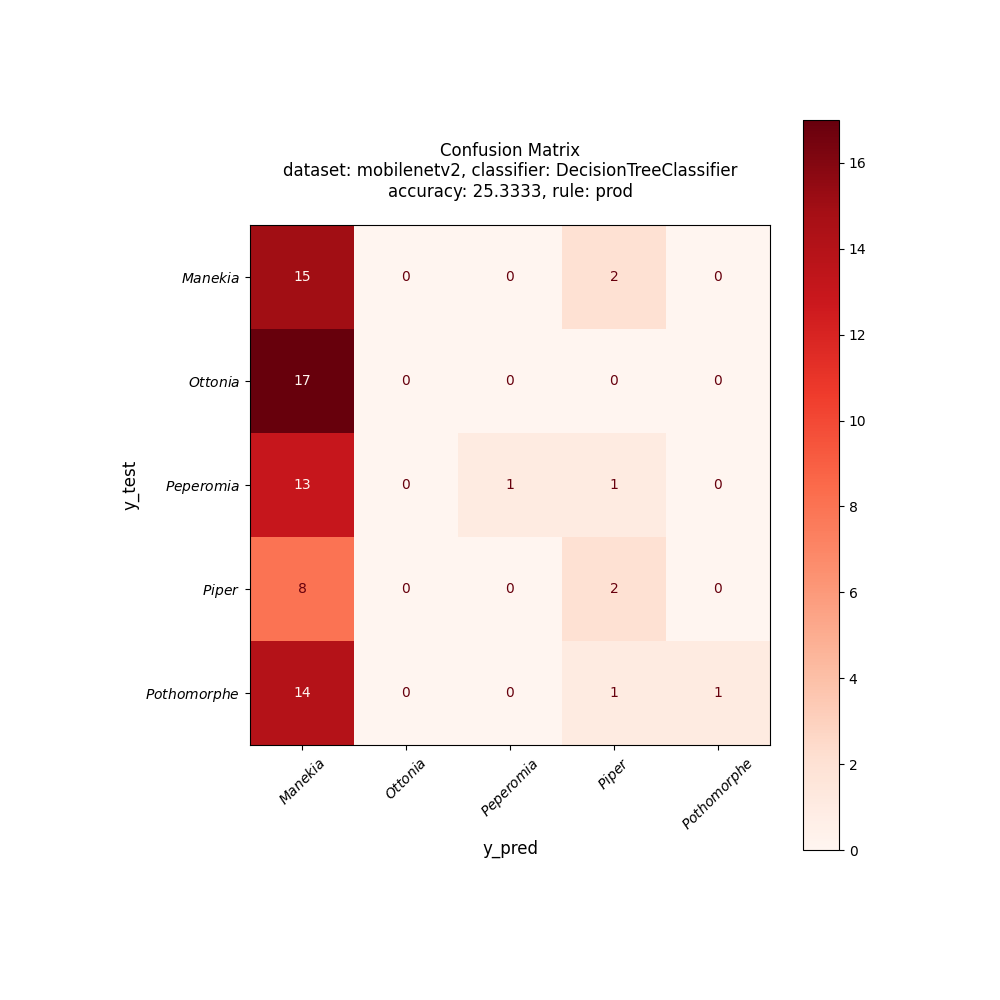 Confusion Matrix
dataset: mobilenetv2, classifier: DecisionTreeClassifier
accuracy: 25.3333, rule: prod
Manekia 15 0 0 2 0
Ottonia 17 0 0 0 0
Peperomia 13 0 1 1 0
Piper 8 0 0 2 0
Pothomorphe 14 0 0 1 1
y_test
Manekia Ottonia Peperomia Piper Pothomorphe
y_pred
16
14
12
10
8
6
4
2
0